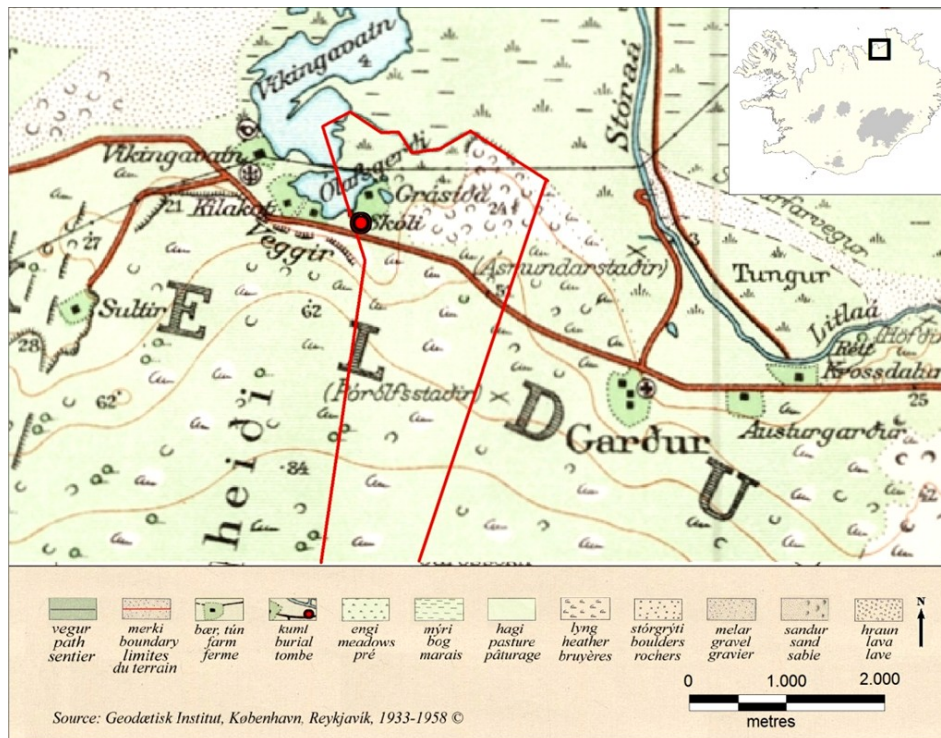 Víkingavatn
4
Stóraá
Víkingavatn
Ólafsgerði
Grásíða
21
Kílakot
Skóli
24
27
Veggir
(Ásmundarstaðir)
3
Tungur
Sultir
E
62
Litlaá
28
L
Rétt
Krossdalur
62
(Þórólfsstaðir)
D
25
Garður
Austurgarður
heiði
84
U
vegur
path
sentier
merki
boundary
limites
du terrain
bær, tún
farm
ferme
kuml
burial
tombe
engi
meadows
pré
mýri
bog
marais
hagi
pasture
pâturage
lyng
heather
bruyères
stórgrýti
boulders
rochers
melar
gravel
gravier
sandur
sand
sable
hraun
lava
lave
N
0 1.000 2.000
metres
Source: Geodætisk Institut, København, Reykjavik, 1933-1958 ©